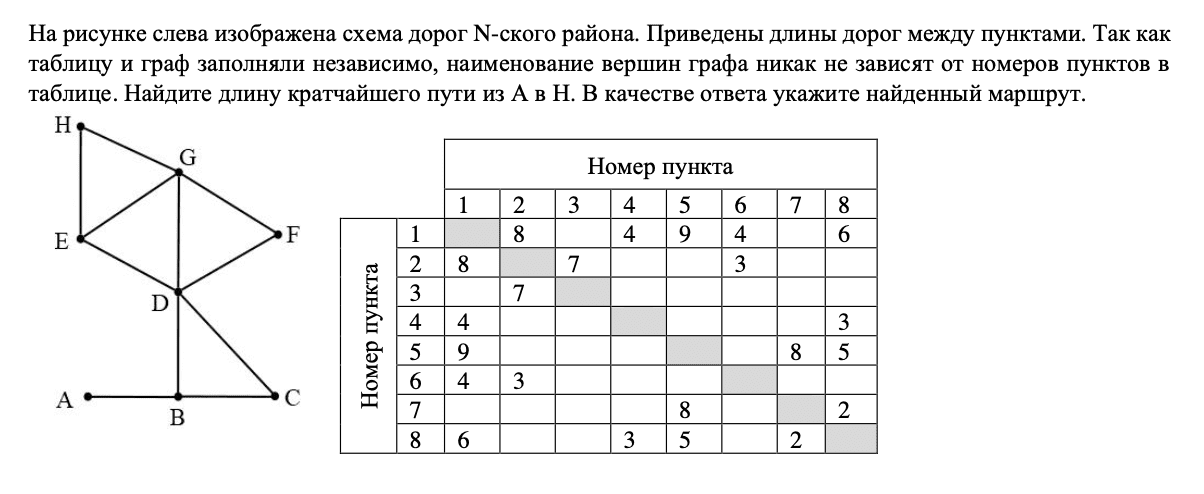 На рисунке слева изображена схема дорог N-ского района. Приведены длины дорог между пунктами. Так как
таблицу и граф заполняли независимо, наименование вершин графа никак не зависят от номеров пунктов в
таблице. Найдите длину кратчайшего пути из A в H. В качестве ответа укажите найденный маршрут.
H
G
E
F
D
A
B
C
Номер пункта
1 2 3 4 5 6 7 8
Номер пункта
1 8 4 9 4 6
2 8 7 3
3 7
4 4 3
5 9 8 5
6 4 3
7 8 2
8 6 3 5 2